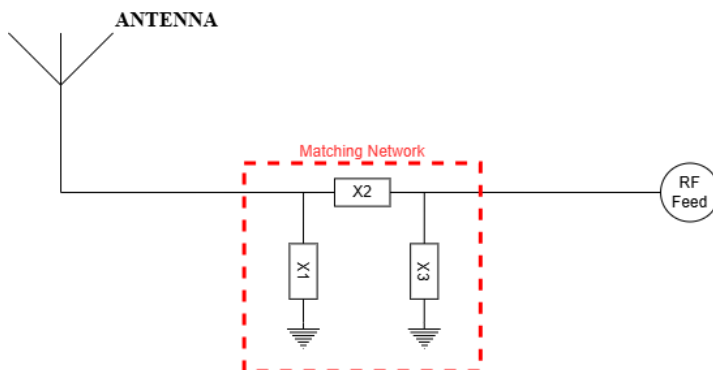 ANTENNA
Matching Network
X2
RF
Feed
X1
X3